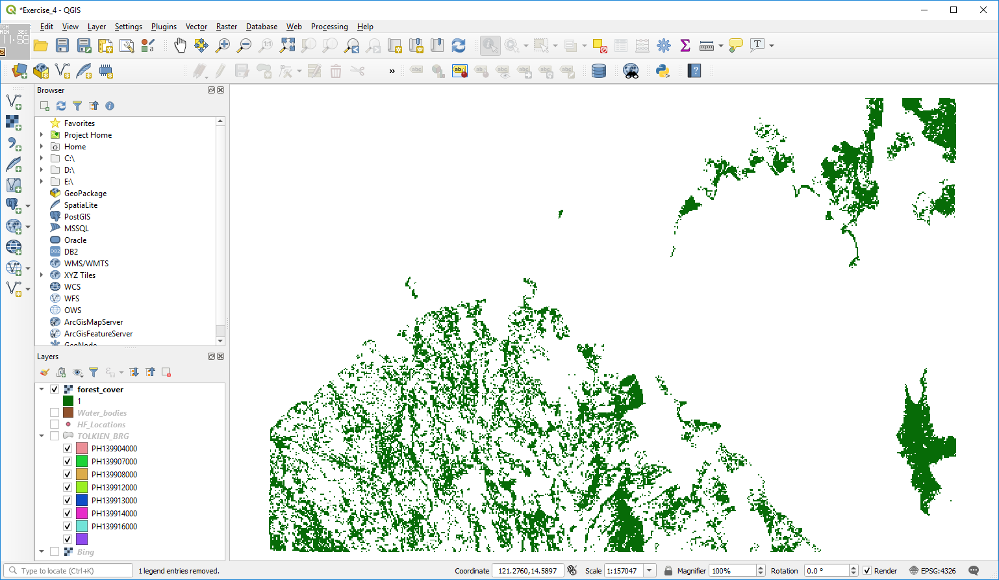 *Exercise_4 - QGIS
Edit View Layer Settings Plugins Vector Raster Database Web Processing Help
MIN SEC
Browser
Favorites
Project Home
Home
C:\
D:\
E:\
GeoPackage
SpatiaLite
PostGIS
MSSQL
Oracle
DB2
WMS/WMTS
XYZ Tiles
WCS
WFS
OWS
ArcGisMapServer
ArcGisFeatureServer
GeoNode
Layers
forest_cover
1
Water_bodies
HF_Locations
TOLKIEN_BRG
PH139904000
PH139907000
PH139908000
PH139912000
PH139913000
PH139914000
PH139916000
Bing
Type to locate (Ctrl+K) 1 legend entries removed. Coordinate 121.2760,14.5897 Scale 1:157047 Magnifier 100% Rotation 0.0 ° Render EPSG:4326